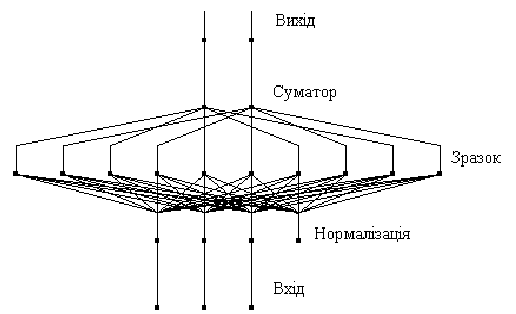 Вихід
Суматор
Зразок
Нормалізація
Вхід